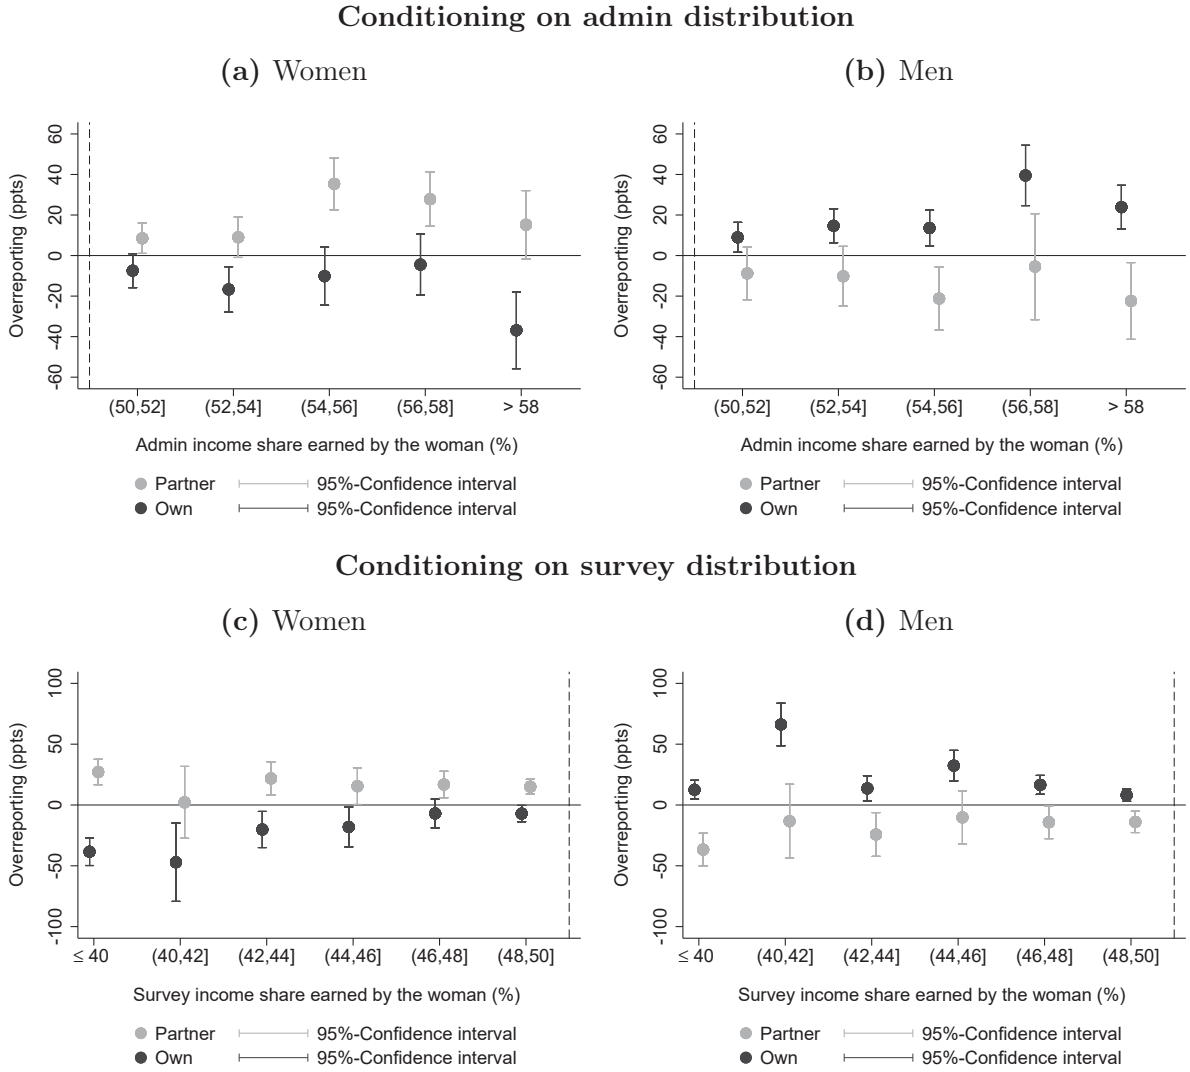 Conditioning on admin distribution
(a) Women
(b) Men
Overreporting (ppts)
60
40
20
0
-20
-40
-60
(50,52] (52,54] (54,56] (56,58] > 58
Admin income share earned by the woman (%)
Partner 95%-Confidence interval
Own 95%-Confidence interval
Overreporting (ppts)
60
40
20
0
-20
-40
-60
(50,52] (52,54] (54,56] (56,58] > 58
Admin income share earned by the woman (%)
Partner 95%-Confidence interval
Own 95%-Confidence interval
Conditioning on survey distribution
(c) Women
(d) Men
Overreporting (ppts)
100
50
0
-50
-100
≤ 40 (40,42] (42,44] (44,46] (46,48] (48,50]
Survey income share earned by the woman (%)
Partner 95%-Confidence interval
Own 95%-Confidence interval
Overreporting (ppts)
100
50
0
-50
-100
≤ 40 (40,42] (42,44] (44,46] (46,48] (48,50]
Survey income share earned by the woman (%)
Partner 95%-Confidence interval
Own 95%-Confidence interval